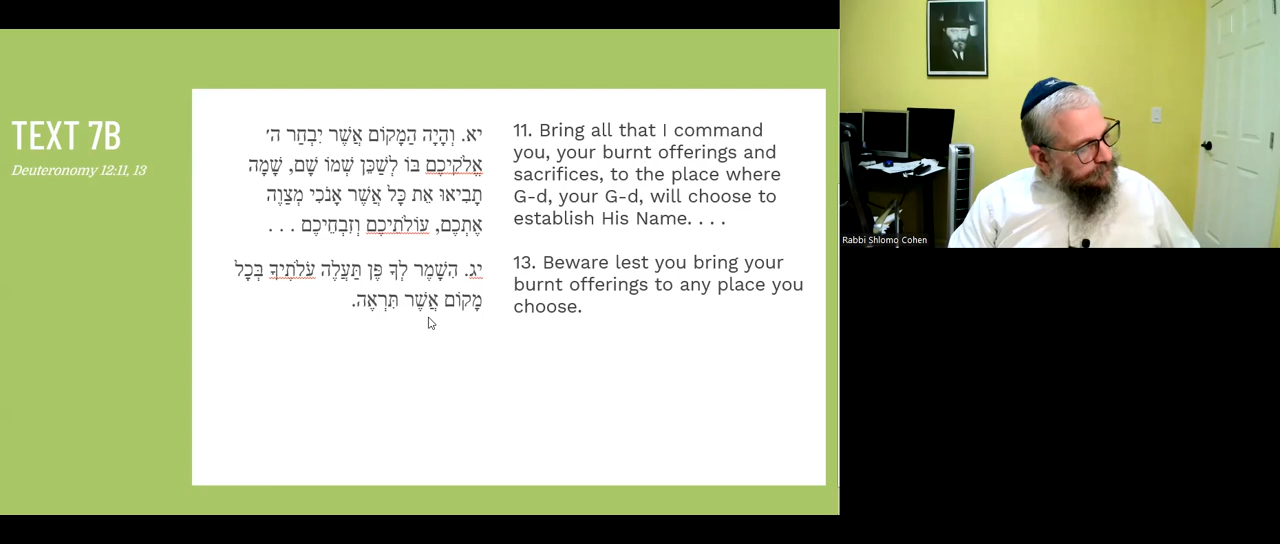 TEXT 7B
Deuteronomy 12:11, 13
יא. וְהָיָה הַמָּקוֹם אֲשֶׁר יִבְחַר ה׳
אֱלֹקֵיכֶם בּוֹ לְשַׁכֵּן שְׁמוֹ שָׁם, שָׁמָּה
תָבִיאוּ אֵת כָּל אֲשֶׁר אָנֹכִי מְצַוֶּה
אֶתְכֶם, עוֹלֹתֵיכֶם וְזִבְחֵיכֶם . . .
יג. הִשָּׁמֶר לְךָ פֶּן תַּעֲלֶה עֹלֹתֶיךָ בְּכָל
מָקוֹם אֲשֶׁר תִּרְאֶה.
11. Bring all that I command
you, your burnt offerings and
sacrifices, to the place where
G-d, your G-d, will choose to
establish His Name. . . .
13. Beware lest you bring your
burnt offerings to any place you
choose.
Rabbi Shlomo Cohen